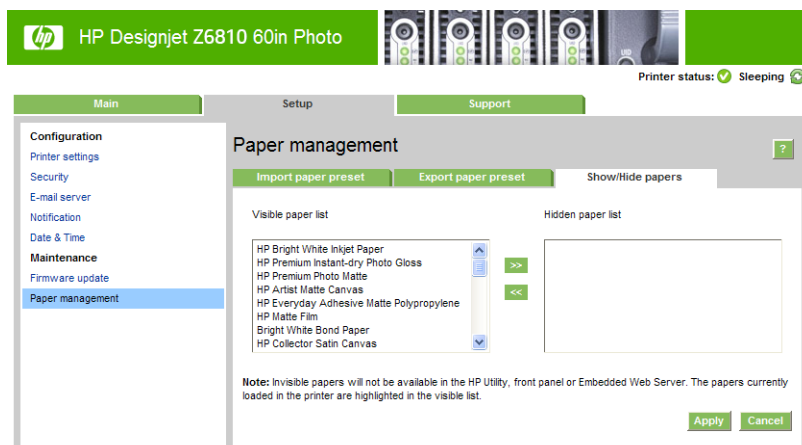 hp HP Designjet Z6810 60in Photo
UID
Printer status: Sleeping
Main Setup Support
Configuration
Printer settings
Security
E-mail server
Notification
Date & Time
Maintenance
Firmware update
Paper management
Paper management
?
Import paper preset Export paper preset Show/Hide papers
Visible paper list Hidden paper list
HP Bright White Inkjet Paper
HP Premium Instant-dry Photo Gloss
HP Premium Photo Matte
HP Artist Matte Canvas
HP Everyday Adhesive Matte Polypropylene
HP Matte Film
Bright White Bond Paper
HP Collector Satin Canvas
>>
<<
Note: Invisible papers will not be available in the HP Utility, front panel or Embedded Web Server. The papers currently
loaded in the printer are highlighted in the visible list.
Apply Cancel